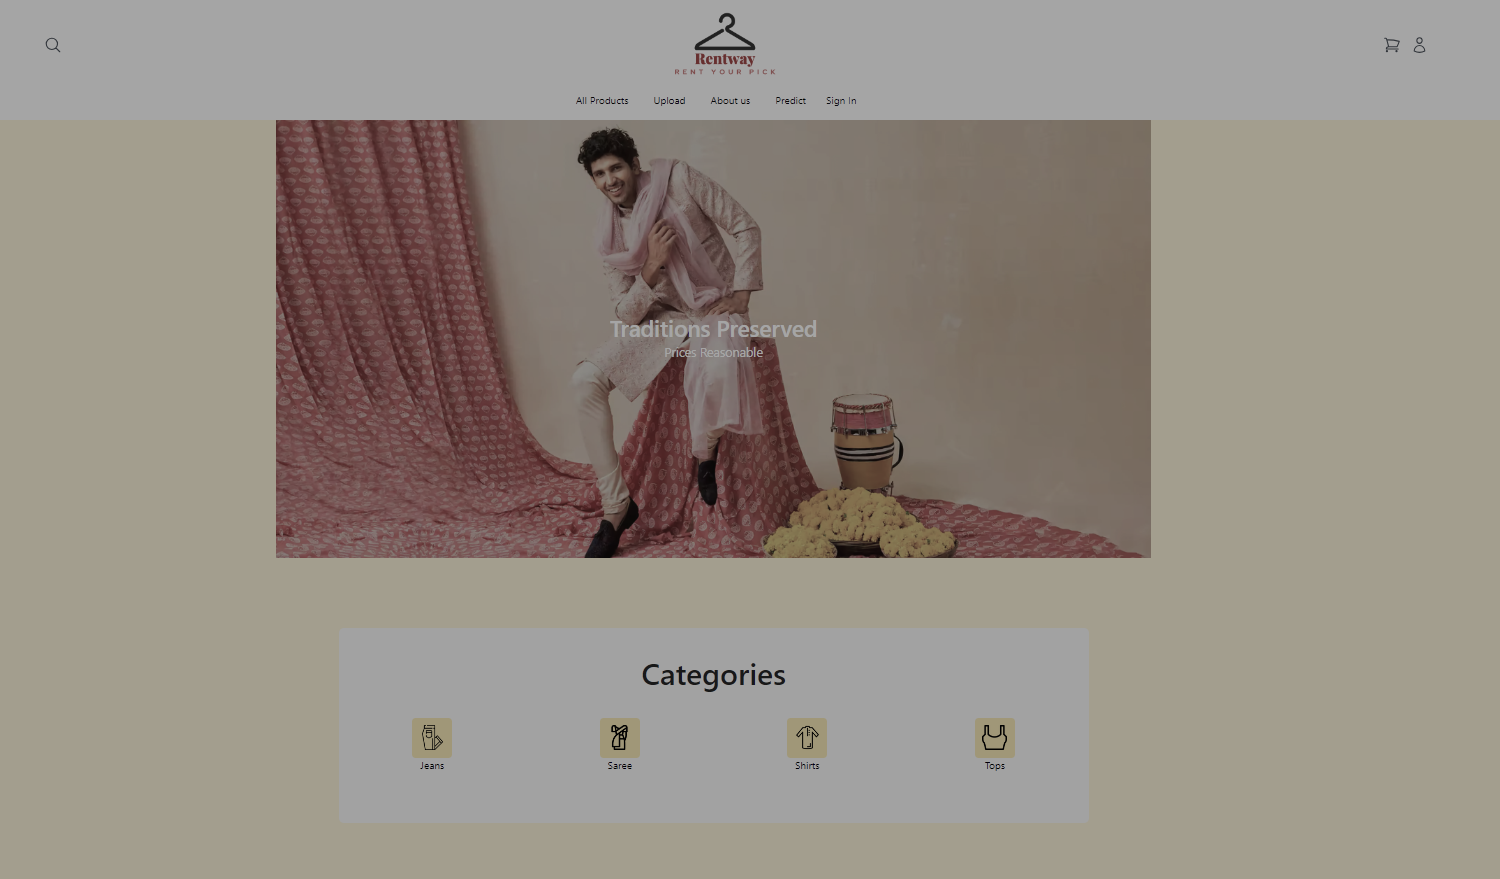 Rentway
RENT YOUR PICK
All Products Upload About us Predict Sign In
Traditions Preserved
Prices Reasonable
Categories
Jeans Saree Shirts Tops